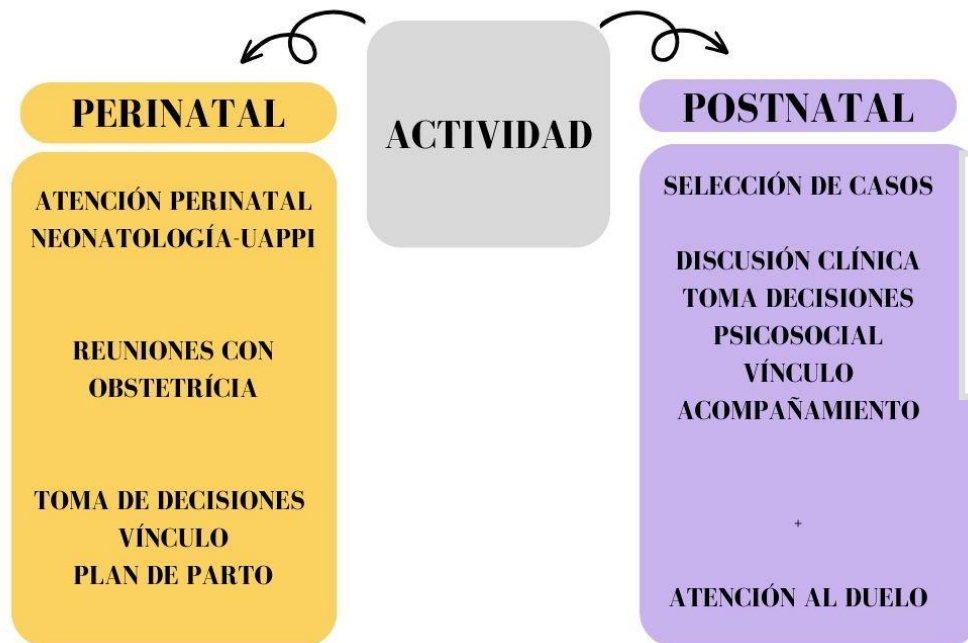 ACTIVIDAD
PERINATAL
ATENCIÓN PERINATAL
NEONATOLOGÍA-UAPPI
REUNIONES CON
OBSTETRÍCIA
TOMA DE DECISIONES
VÍNCULO
PLAN DE PARTO
POSTNATAL
SELECCIÓN DE CASOS
DISCUSIÓN CLÍNICA
TOMA DECISIONES
PSICOSOCIAL
VÍNCULO
ACOMPAÑAMIENTO
+
ATENCIÓN AL DUELO